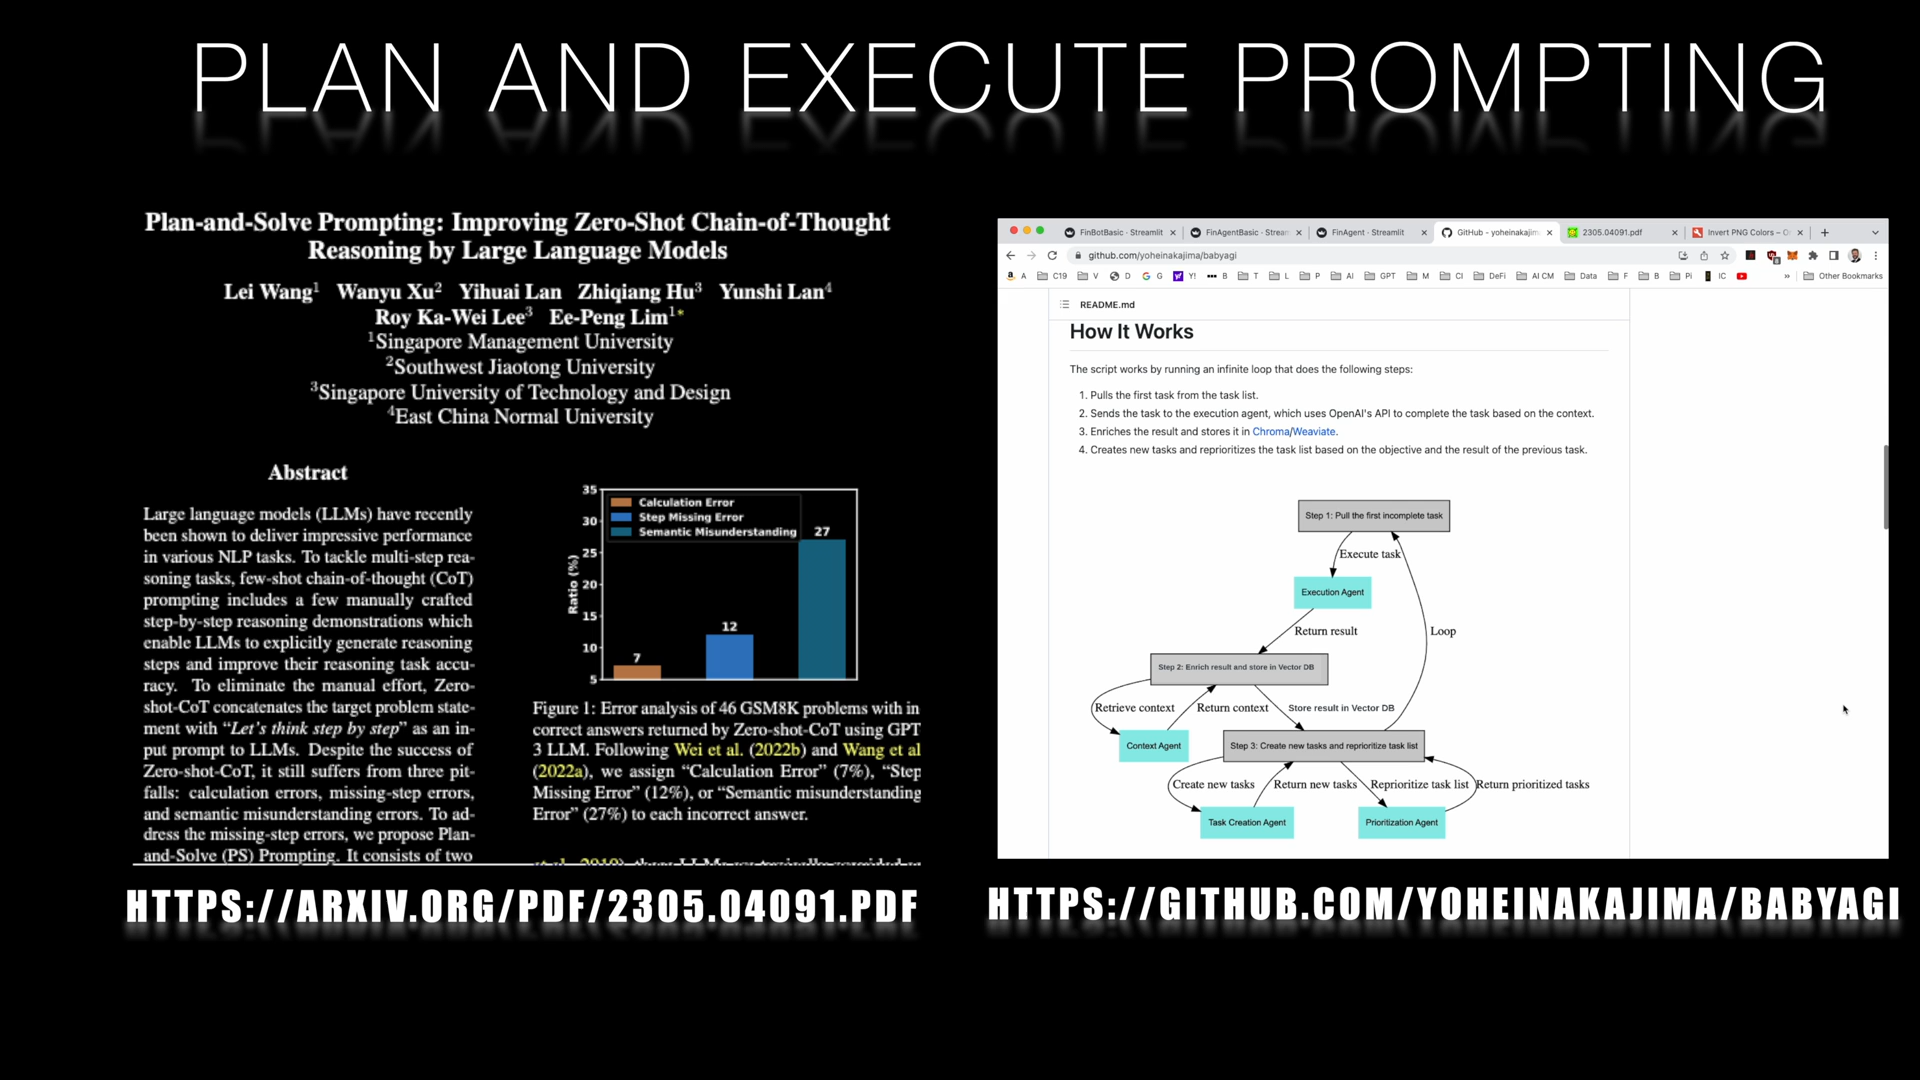 PLAN AND EXECUTE PROMPTING
Plan-and-Solve Prompting: Improving Zero-Shot Chain-of-Thought
Reasoning by Large Language Models
Lei Wang1 Wanyu Xu2 Yihuai Lan Zhiqiang Hu3 Yunshi Lan4
Roy Ka-Wei Lee3 Ee-Peng Lim1*
1Singapore Management University
2Southwest Jiaotong University
3Singapore University of Technology and Design
4East China Normal University
Abstract
Large language models (LLMs) have recently
been shown to deliver impressive performance
in various NLP tasks. To tackle multi-step rea-
soning tasks, few-shot chain-of-thought (CoT)
prompting includes a few manually crafted
step-by-step reasoning demonstrations which
enable LLMs to explicitly generate reasoning
steps and improve their reasoning task accu-
racy. To eliminate the manual effort, Zero-
shot-CoT concatenates the target problem state-
ment with “Let's think step by step” as an in-
put prompt to LLMs. Despite the success of
Zero-shot-CoT, it still suffers from three pit-
falls: calculation errors, missing-step errors,
and semantic misunderstanding errors. To ad-
dress the missing-step errors, we propose Plan-
and-Solve (PS) Prompting. It consists of two
35
30
25
20
15
10
5
Ratio (%)
Calculation Error
Step Missing Error
Semantic Misunderstanding
7
12
27
Figure 1: Error analysis of 46 GSM8K problems with in
correct answers returned by Zero-shot-CoT using GPT
3 LLM. Following Wei et al. (2022b) and Wang et al
(2022a), we assign “Calculation Error” (7%), “Step
Missing Error” (12%), or “Semantic misunderstanding
Error” (27%) to each incorrect answer.
HTTPS://ARXIV.ORG/PDF/2305.04091.PDF
FinBotBasic · Streamlit
FinAgentBasic · Stream
FinAgent · Streamlit
GitHub - yoheinakajima/
2305.04091.pdf
Invert PNG Colors – O
github.com/yoheinakajima/babyagi
A C19 V D G Y! B T L P AI GPT M CI DeFi AI CM Data F B Pi IC » Other Bookmarks
README.md
How It Works
The script works by running an infinite loop that does the following steps:
1. Pulls the first task from the task list.
2. Sends the task to the execution agent, which uses OpenAI's API to complete the task based on the context.
3. Enriches the result and stores it in Chroma/Weaviate.
4. Creates new tasks and reprioritizes the task list based on the objective and the result of the previous task.
Step 1: Pull the first incomplete task
Execute task
Execution Agent
Return result
Loop
Step 2: Enrich result and store in Vector DB
Retrieve context
Return context
Store result in Vector DB
Context Agent
Step 3: Create new tasks and reprioritize task list
Create new tasks
Return new tasks
Reprioritize task list
Return prioritized tasks
Task Creation Agent
Prioritization Agent
HTTPS://GITHUB.COM/YOHEINAKAJIMA/BABYAGI